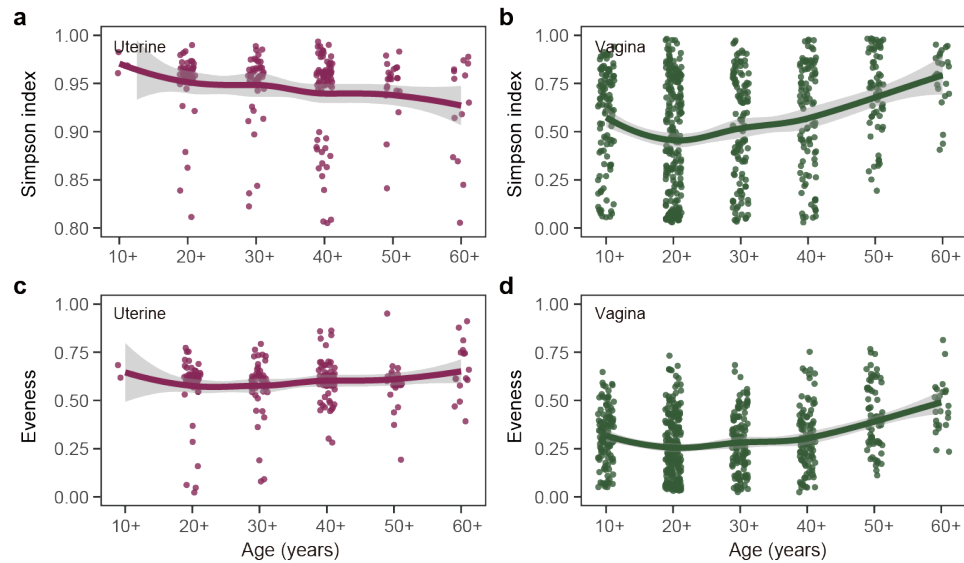 a
Uterine
Simpson index
1.00
0.95
0.90
0.85
0.80
10+ 20+ 30+ 40+ 50+ 60+
b
Vagina
Simpson index
1.00
0.75
0.50
0.25
0.00
10+ 20+ 30+ 40+ 50+ 60+
c
Uterine
Eveness
1.00
0.75
0.50
0.25
0.00
10+ 20+ 30+ 40+ 50+ 60+
Age (years)
d
Vagina
Eveness
1.00
0.75
0.50
0.25
0.00
10+ 20+ 30+ 40+ 50+ 60+
Age (years)